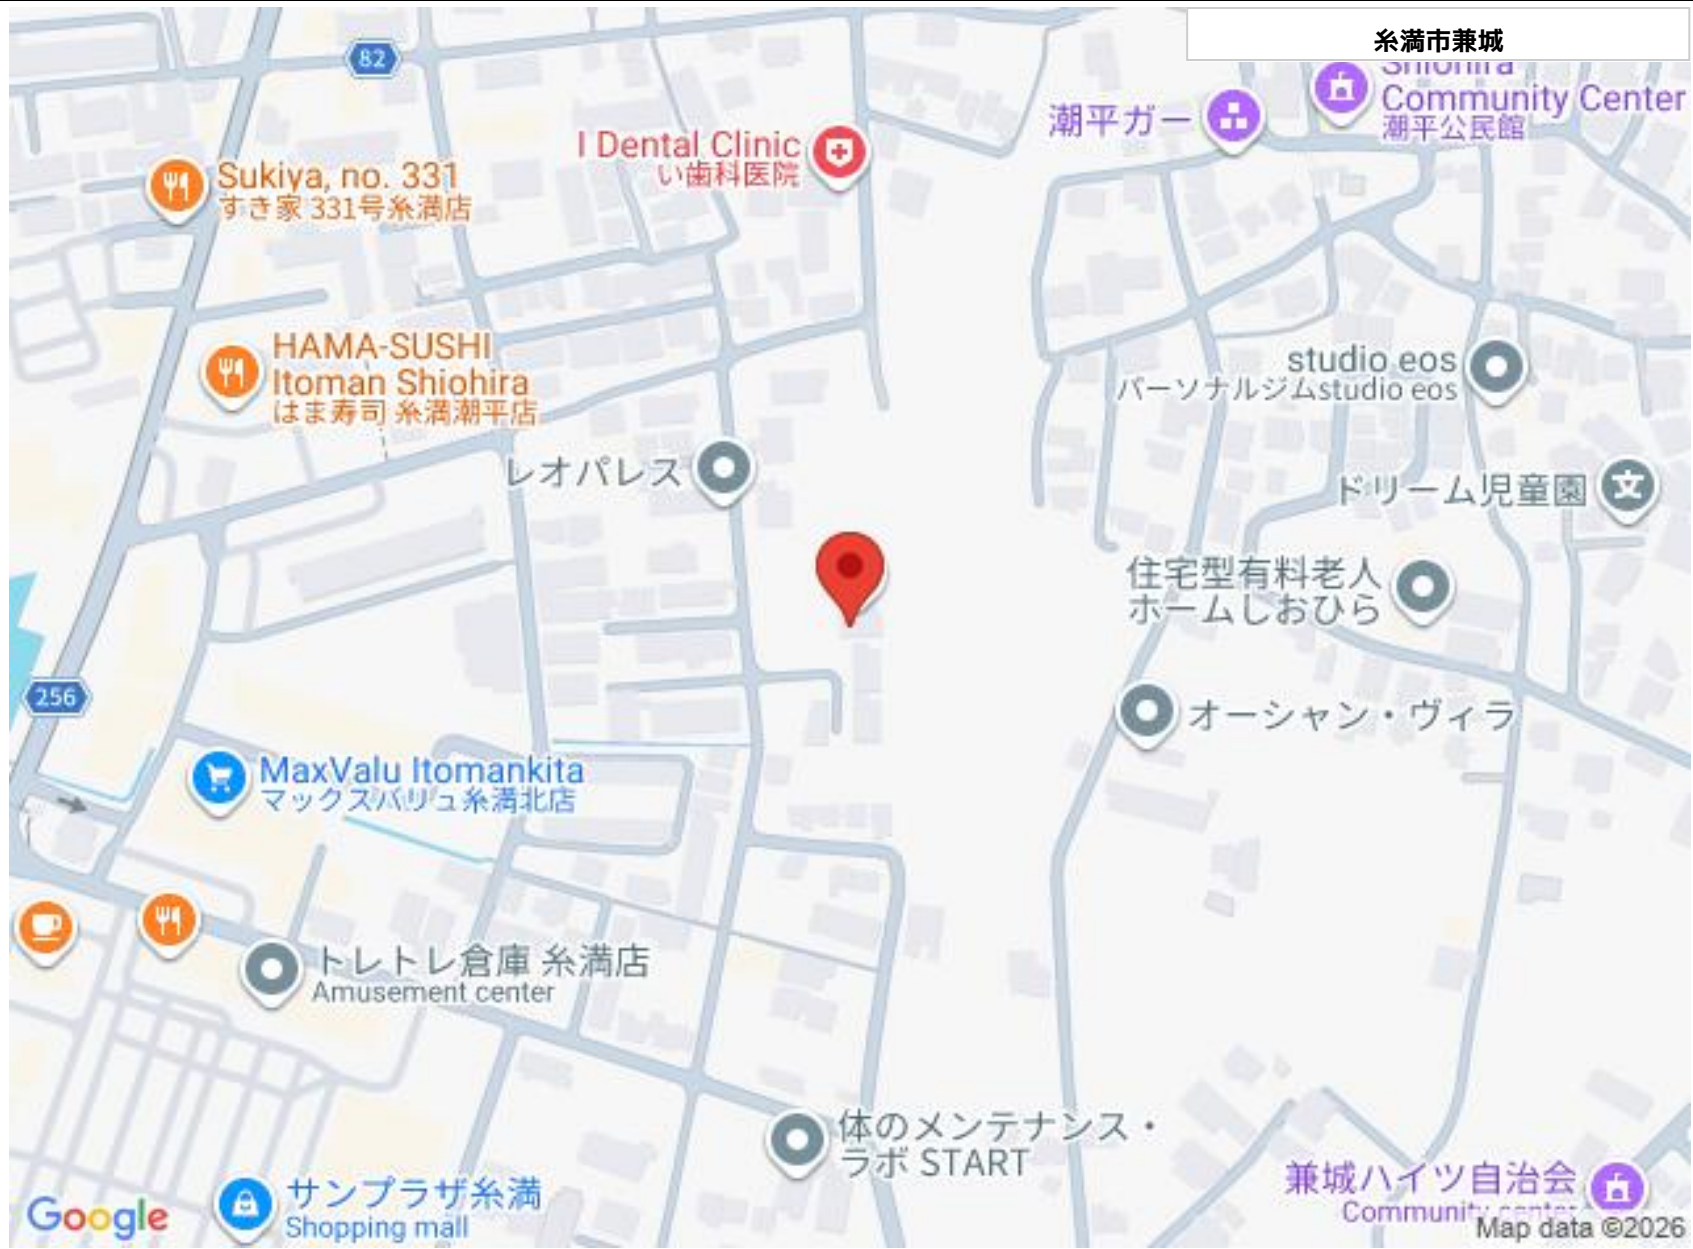 糸満市兼城
82
Shiohira
Community Center
潮平公民館
潮平ガー
I Dental Clinic
い歯科医院
Sukiya, no. 331
すき家 331号糸満店
HAMA-SUSHI
Itoman Shiohira
はま寿司 糸満潮平店
studio eos
パーソナルジムstudio eos
レオパレス
ドリーム児童園
住宅型有料老人
ホームしおひら
256
オーシャン・ヴィラ
MaxValu Itomankita
マックスバリュ糸満北店
トレトレ倉庫 糸満店
Amusement center
体のメンテナンス・
ラボ START
サンプラザ糸満
Shopping mall
兼城ハイツ自治会
Community center
Google
Map data ©2026